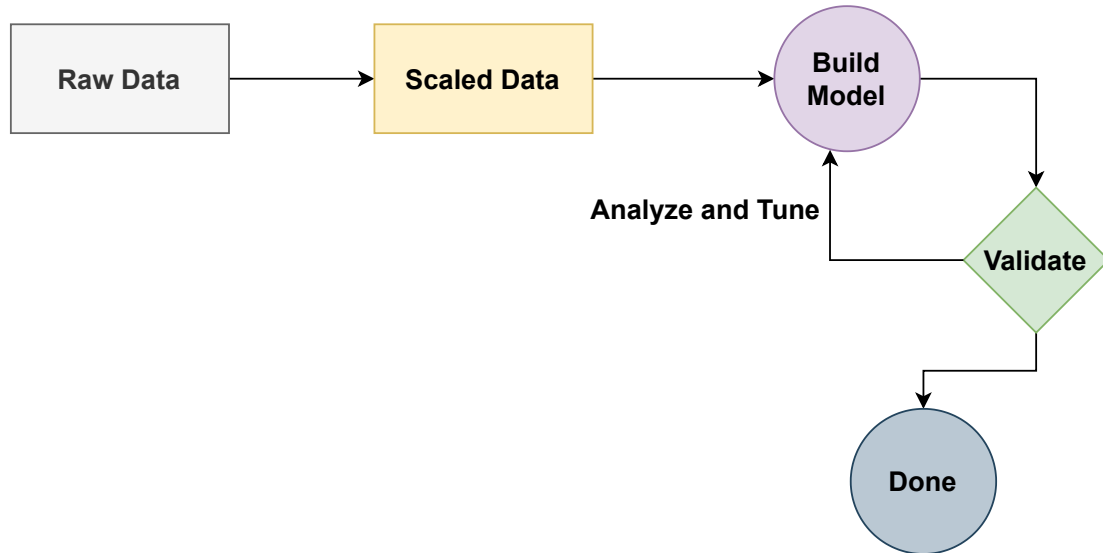 Raw Data
Scaled Data
Build
Model
Analyze and Tune
Validate
Done